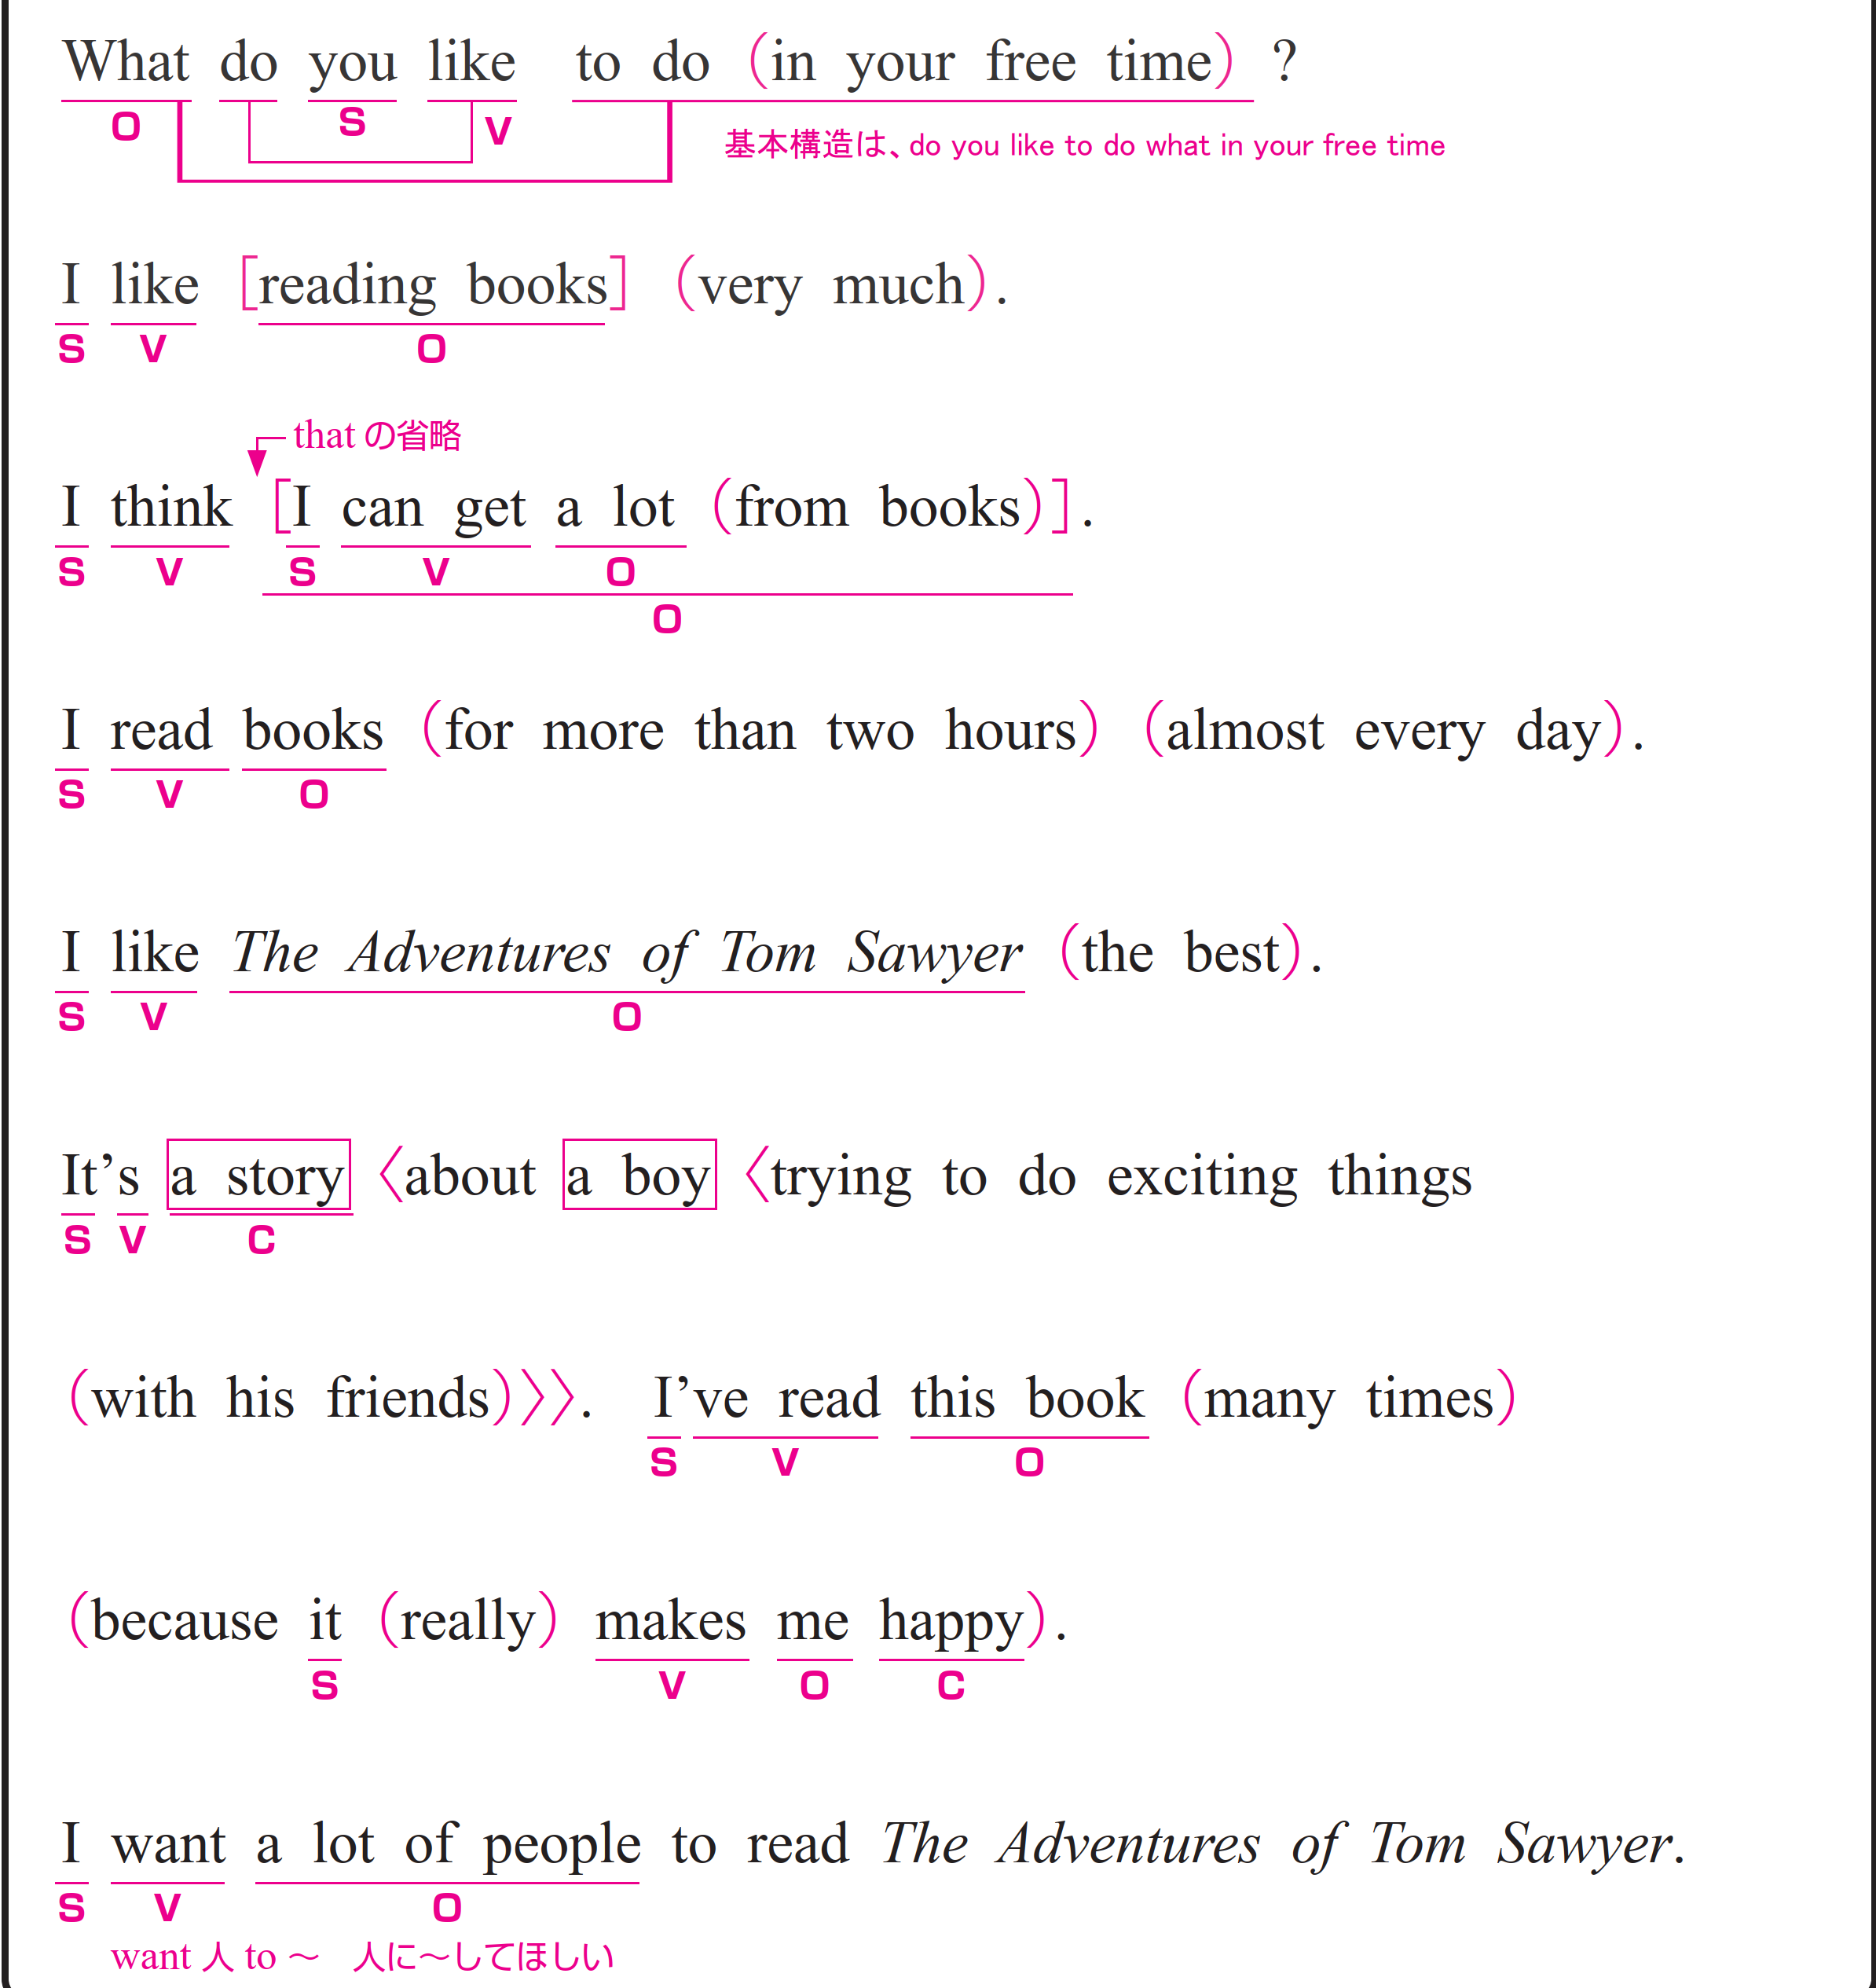 What do you like to do (in your free time) ?
O S V 基本構造は、do you like to do what in your free time
I like [reading books] (very much).
S V O
thatの省略
I think [I can get a lot (from books)].
S V S V O
O
I read books (for more than two hours) (almost every day).
S V O
I like The Adventures of Tom Sawyer (the best).
S V O
It’s a story 〈about a boy 〈trying to do exciting things
S V C
(with his friends)〉〉. I’ve read this book (many times)
S V O
(because it (really) makes me happy).
S V O C
I want a lot of people to read The Adventures of Tom Sawyer.
S V O
want 人 to 〜 人に〜してほしい